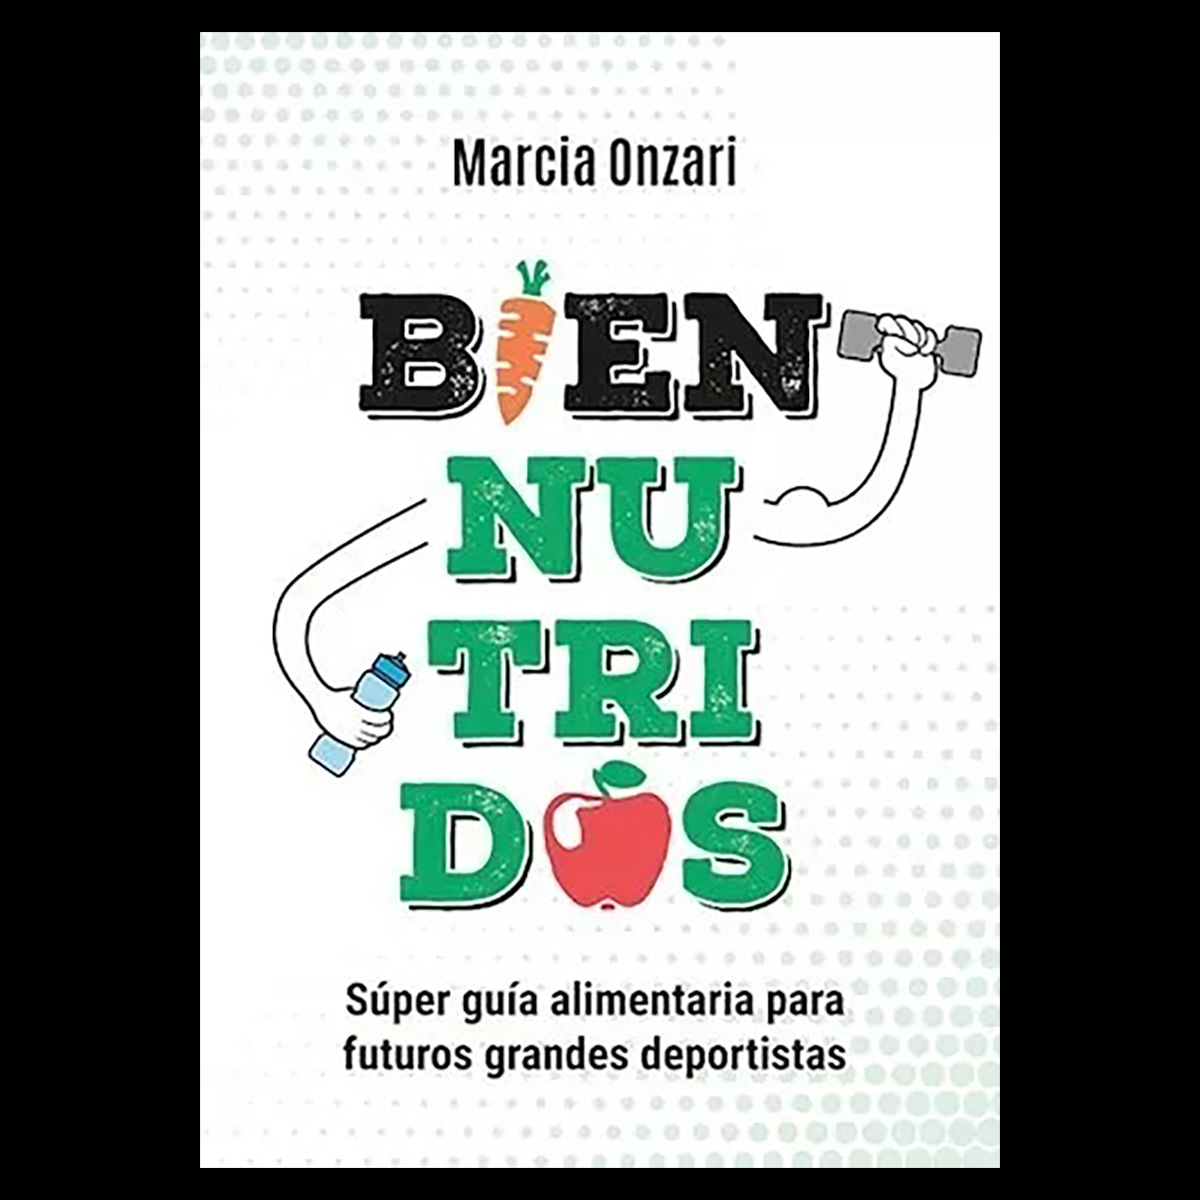 Marcia Onzari
BIEN
NU
TRI
DOS
Súper guía alimentaria para
futuros grandes deportistas